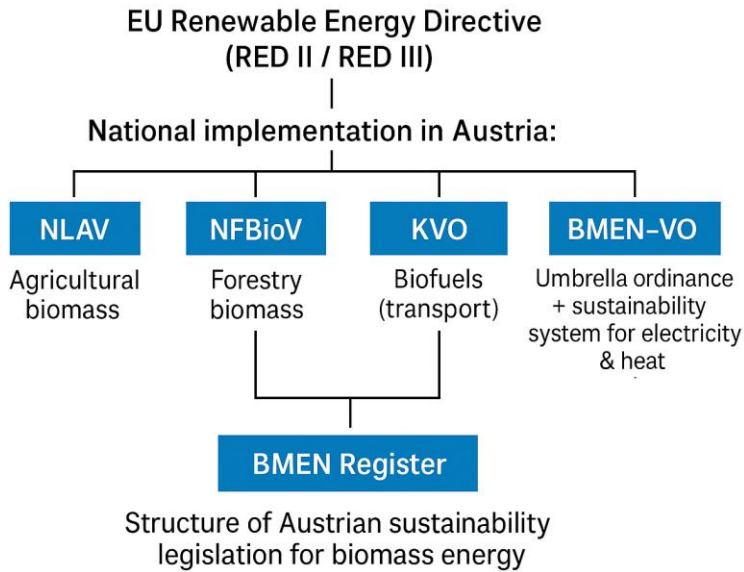 EU Renewable Energy Directive
(RED II / RED III)
National implementation in Austria:
NLAV
Agricultural
biomass
NFBioV
Forestry
biomass
KVO
Biofuels
(transport)
BMEN–VO
Umbrella ordinance
+ sustainability
system for electricity
& heat
BMEN Register
Structure of Austrian sustainability
legislation for biomass energy